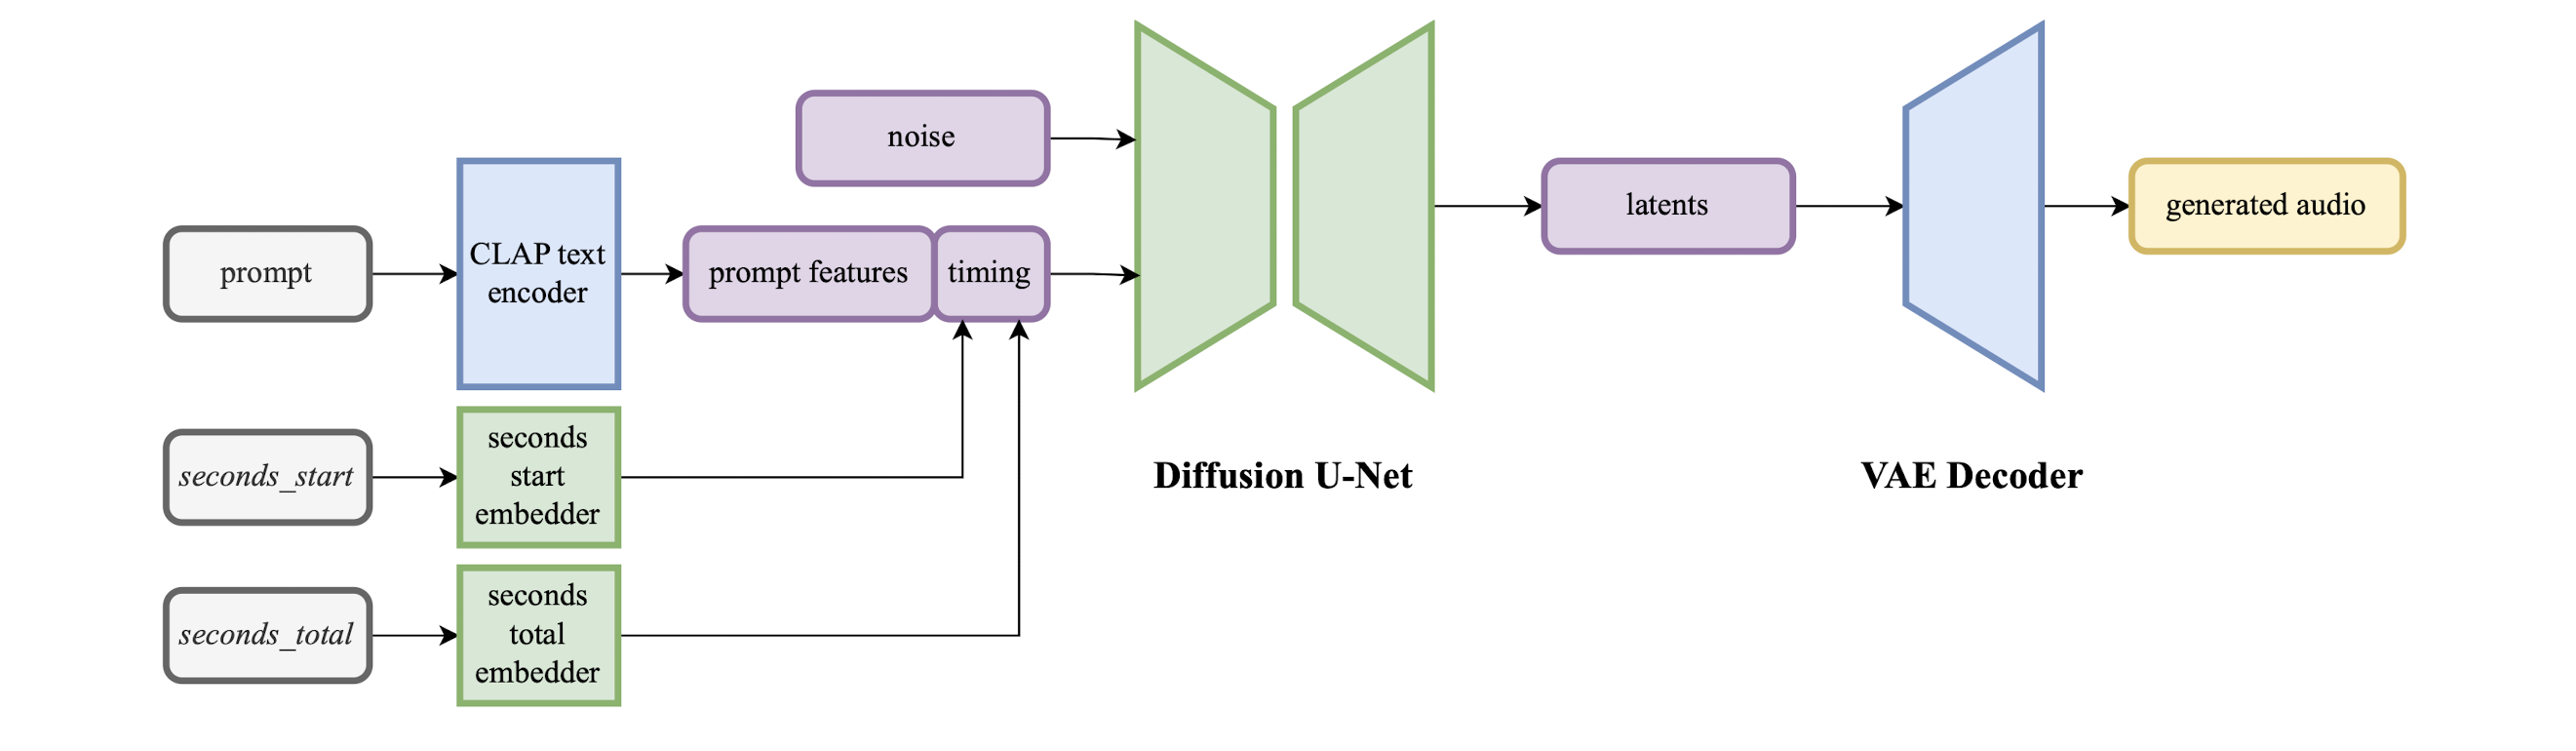 noise
prompt
CLAP text
encoder
prompt features
timing
latents
generated audio
seconds_start
seconds
start
embedder
Diffusion U-Net
VAE Decoder
seconds_total
seconds
total
embedder